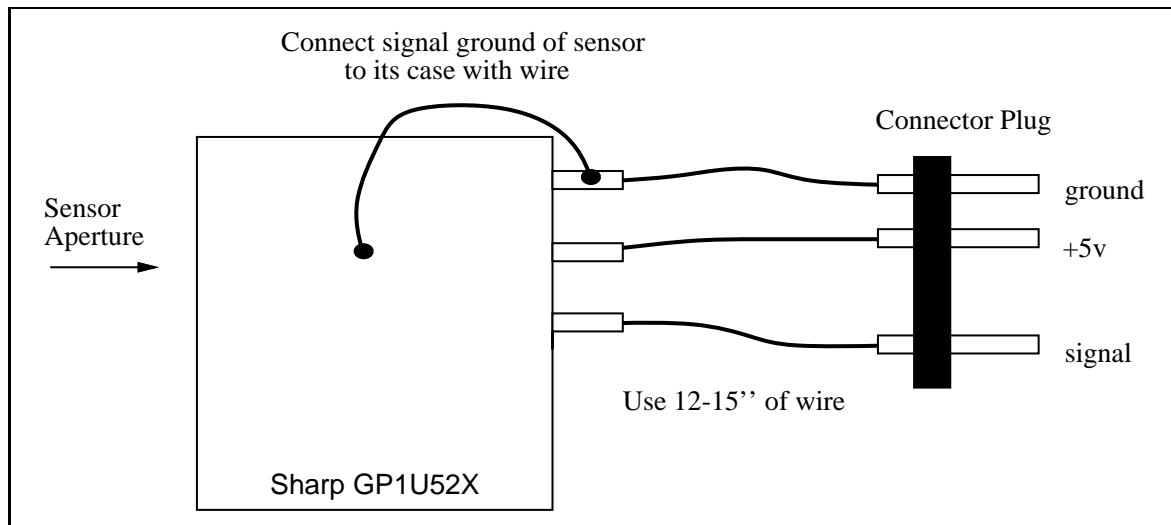 Connect signal ground of sensor
to its case with wire
Connector Plug
ground
Sensor
Aperture
+5v
signal
Use 12-15’’ of wire
Sharp GP1U52X